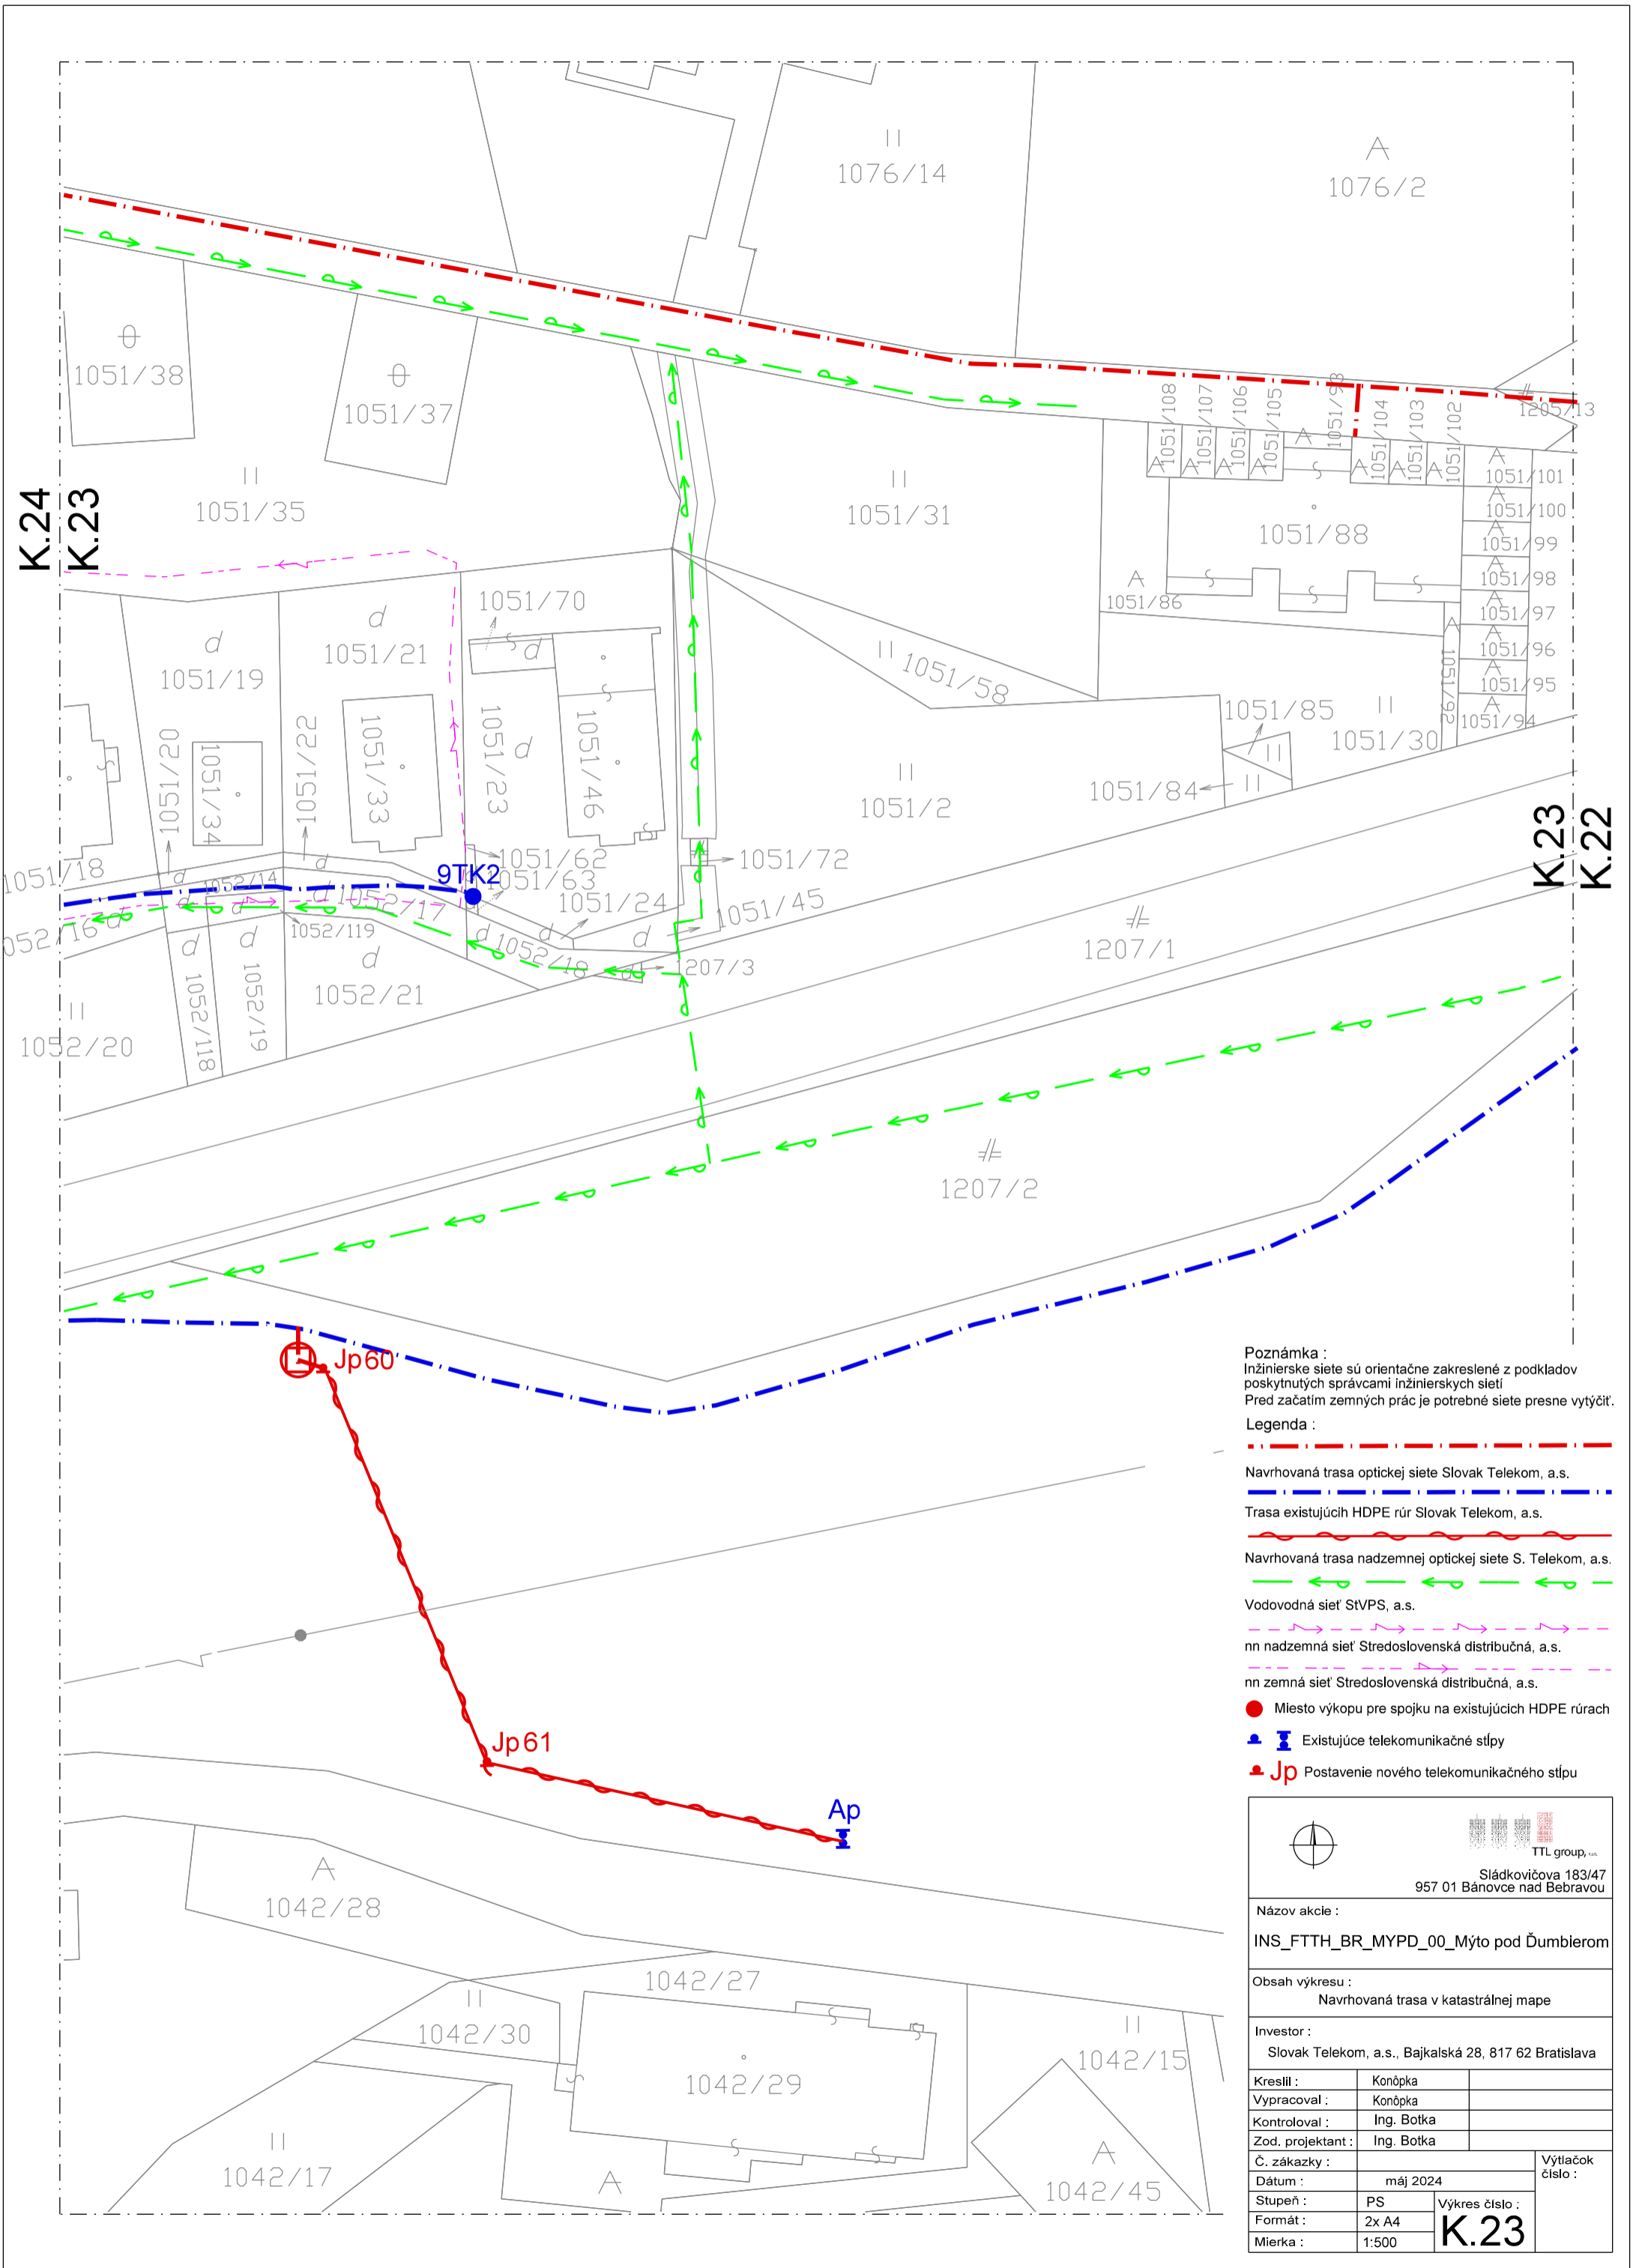 1076/14
1076/2
1051/38
1051/37
1051/35
1051/31
1051/108
1051/107
1051/106
1051/105
1051/93
1051/104
1051/103
1051/102
1205/13
1051/101
1051/100
1051/99
1051/98
1051/97
1051/96
1051/95
1051/94
1051/92
1051/88
1051/86
K.24
K.23
1051/70
1051/21
1051/19
1051/58
1051/85
1051/30
1051/84
1051/2
1051/20
1051/34
1051/22
1051/33
1051/23
1051/46
K.23
K.22
1051/18
9TK2
1051/62
1051/63
1051/72
1051/24
1051/45
1052/14
1052/17
052/16
1052/119
1052/18
1207/3
1207/1
1052/21
1052/19
1052/118
1052/20
1207/2
Jp60
Jp61
Ap
1042/28
1042/27
1042/30
1042/29
1042/15
1042/17
1042/45
Poznámka :
Inžinierske siete sú orientačne zakreslené z podkladov
poskytnutých správcami inžinierskych sietí
Pred začatím zemných prác je potrebné siete presne vytýčiť.
Legenda :
Navrhovaná trasa optickej siete Slovak Telekom, a.s.
Trasa existujúcih HDPE rúr Slovak Telekom, a.s.
Navrhovaná trasa nadzemnej optickej siete S. Telekom, a.s.
Vodovodná sieť StVPS, a.s.
nn nadzemná sieť Stredoslovenská distribučná, a.s.
nn zemná sieť Stredoslovenská distribučná, a.s.
Miesto výkopu pre spojku na existujúcich HDPE rúrach
Existujúce telekomunikačné stĺpy
Jp Postavenie nového telekomunikačného stĺpu
TTL group,
Sládkovičova 183/47
957 01 Bánovce nad Bebravou
Názov akcie :
INS_FTTH_BR_MYPD_00_Mýto pod Ďumbierom
Obsah výkresu :
Navrhovaná trasa v katastrálnej mape
Investor :
Slovak Telekom, a.s., Bajkalská 28, 817 62 Bratislava
Kreslil : Konôpka
Vypracoval : Konôpka
Kontroloval : Ing. Botka
Zod. projektant : Ing. Botka
Č. zákazky :
Výtlačok
číslo :
Dátum : máj 2024
Stupeň : PS
Výkres číslo :
Formát : 2x A4
K.23
Mierka : 1:500